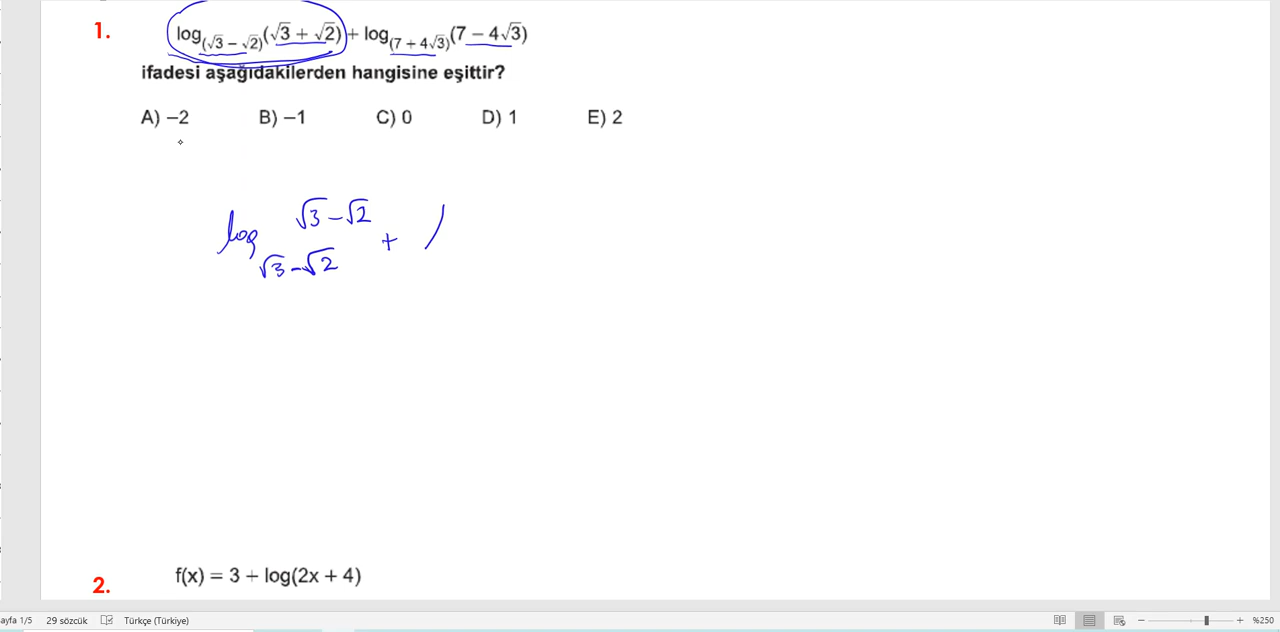 1. log(√3 − √2)(√3 + √2) + log(7 + 4√3)(7 − 4√3)
ifadesi aşağıdakilerden hangisine eşittir?
A) −2 B) −1 C) 0 D) 1 E) 2
log √3 − √2 +
√3 − √2
2. f(x) = 3 + log(2x + 4)
ayfa 1/5 29 sözcük Türkçe (Türkiye) − + %250